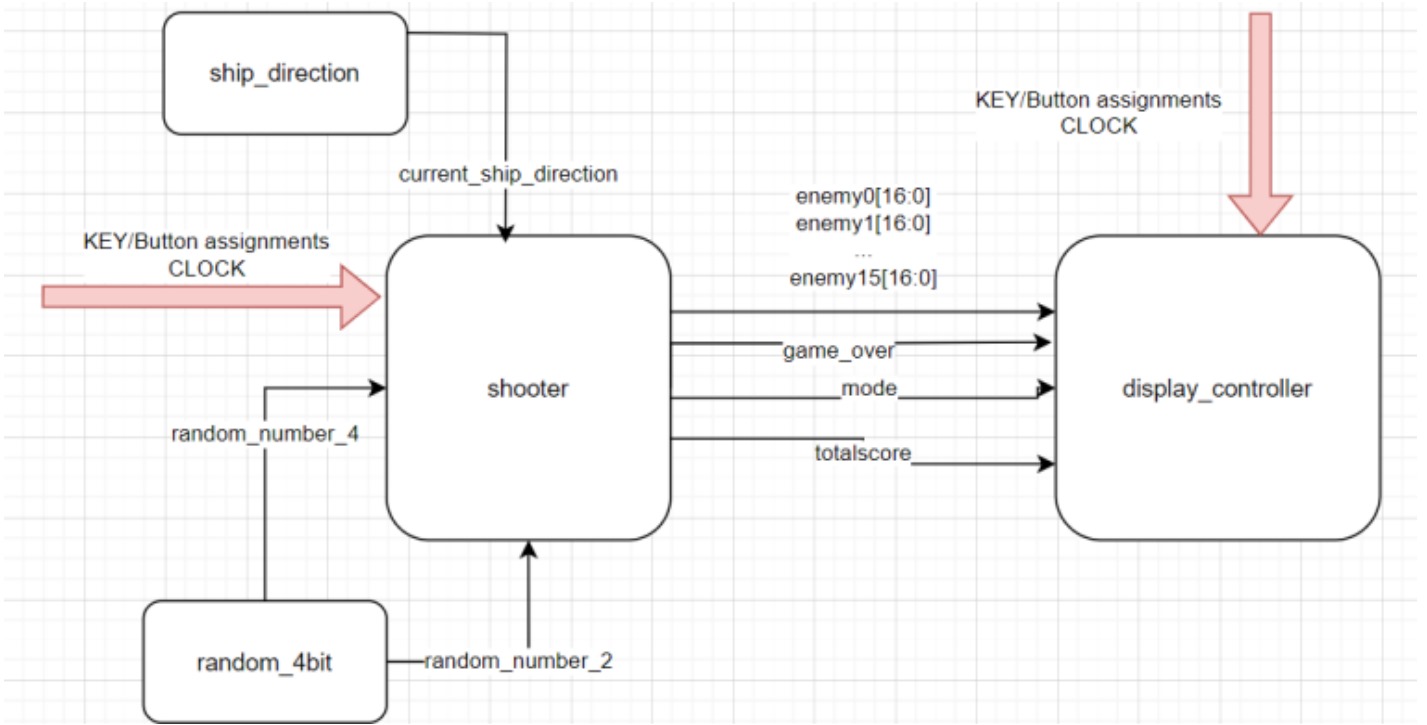 ship_direction
KEY/Button assignments
CLOCK
current_ship_direction
enemy0[16:0]
enemy1[16:0]
...
enemy15[16:0]
KEY/Button assignments
CLOCK
game_over
shooter
mode
display_controller
random_number_4
totalscore
random_4bit
random_number_2